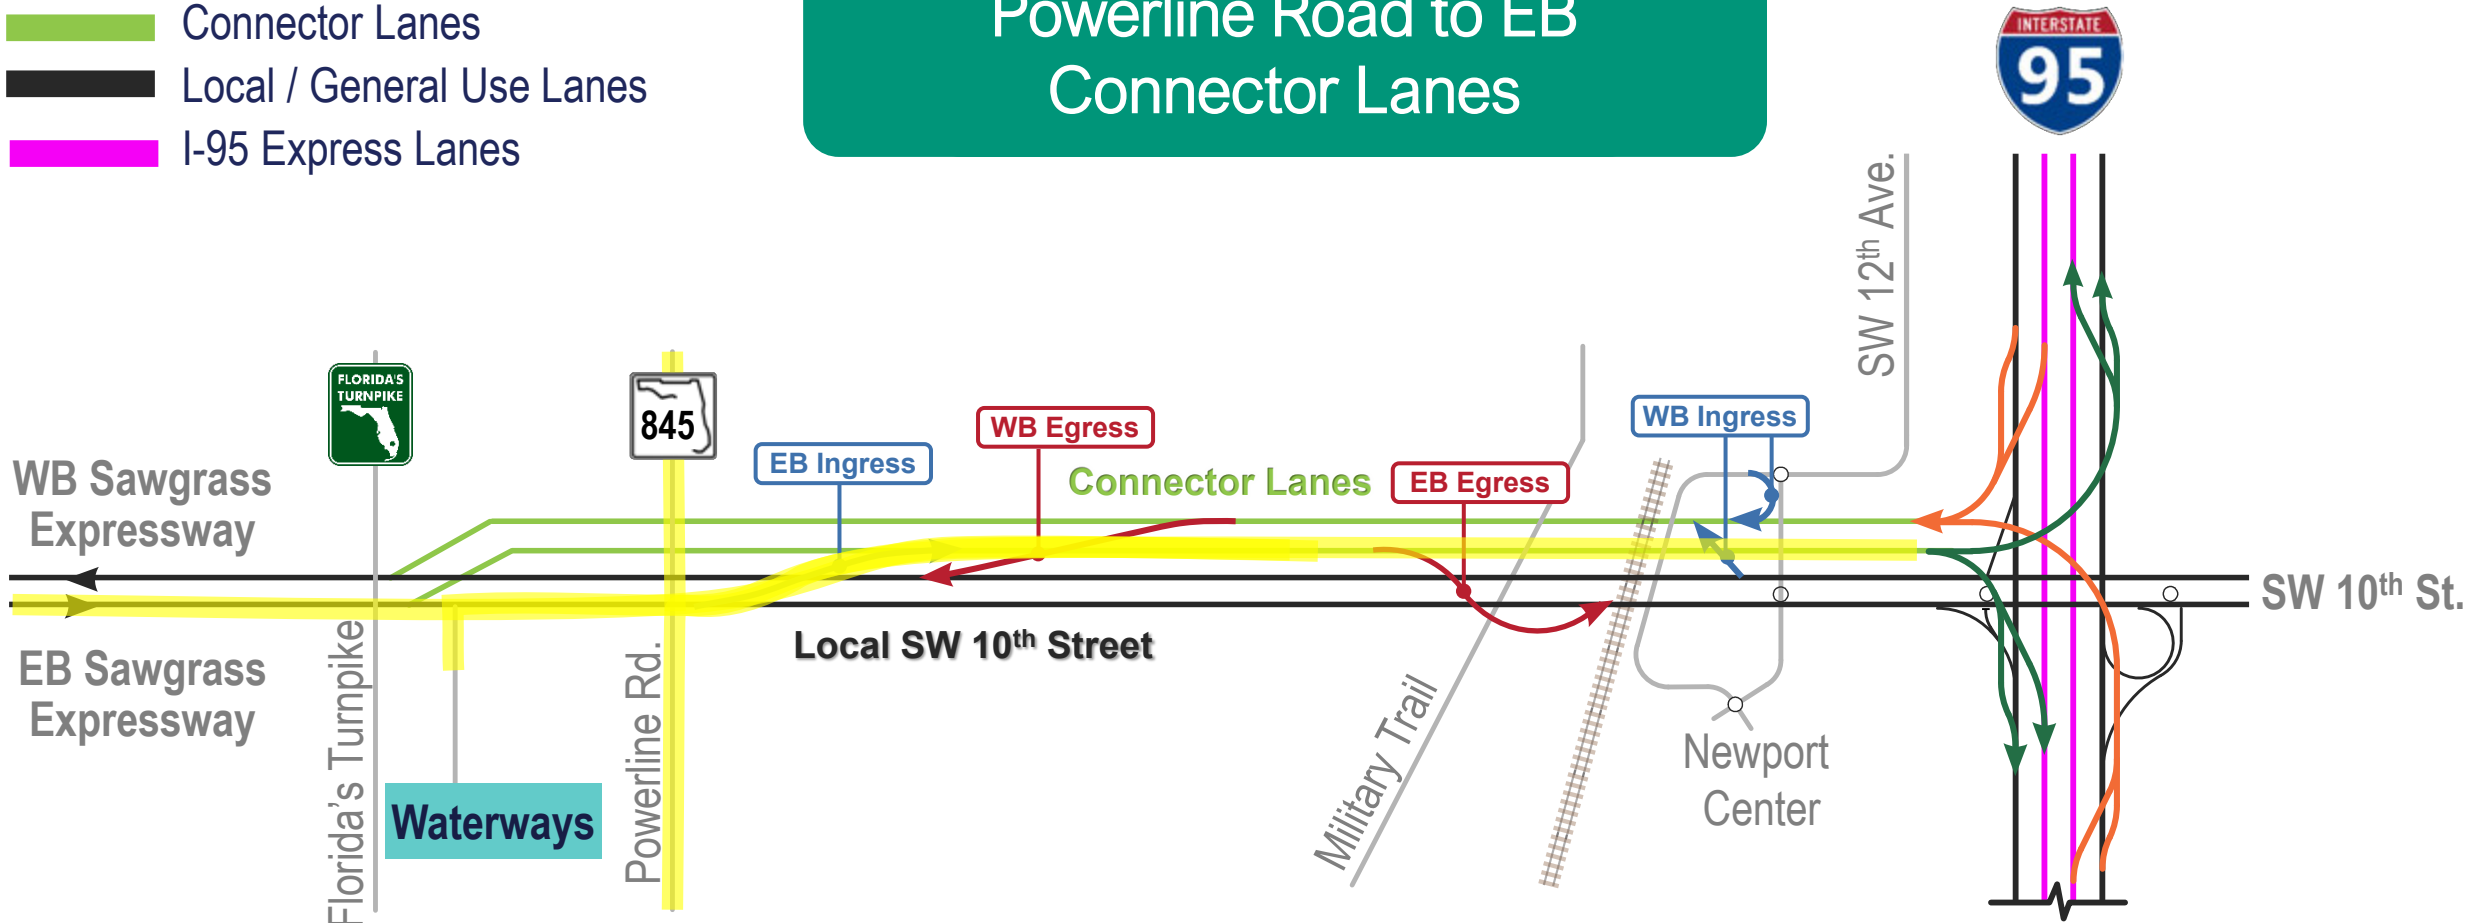 Connector Lanes
Local / General Use Lanes
I-95 Express Lanes
Powerline Road to EB
Connector Lanes
INTERSTATE
95
SW 12th Ave.
FLORIDA'S
TURNPIKE
845
WB Sawgrass
Expressway
EB Ingress
WB Egress
Connector Lanes
EB Egress
WB Ingress
SW 10th St.
EB Sawgrass
Expressway
Local SW 10th Street
Florida's Turnpike
Waterways
Powerline Rd.
Military Trail
Newport
Center